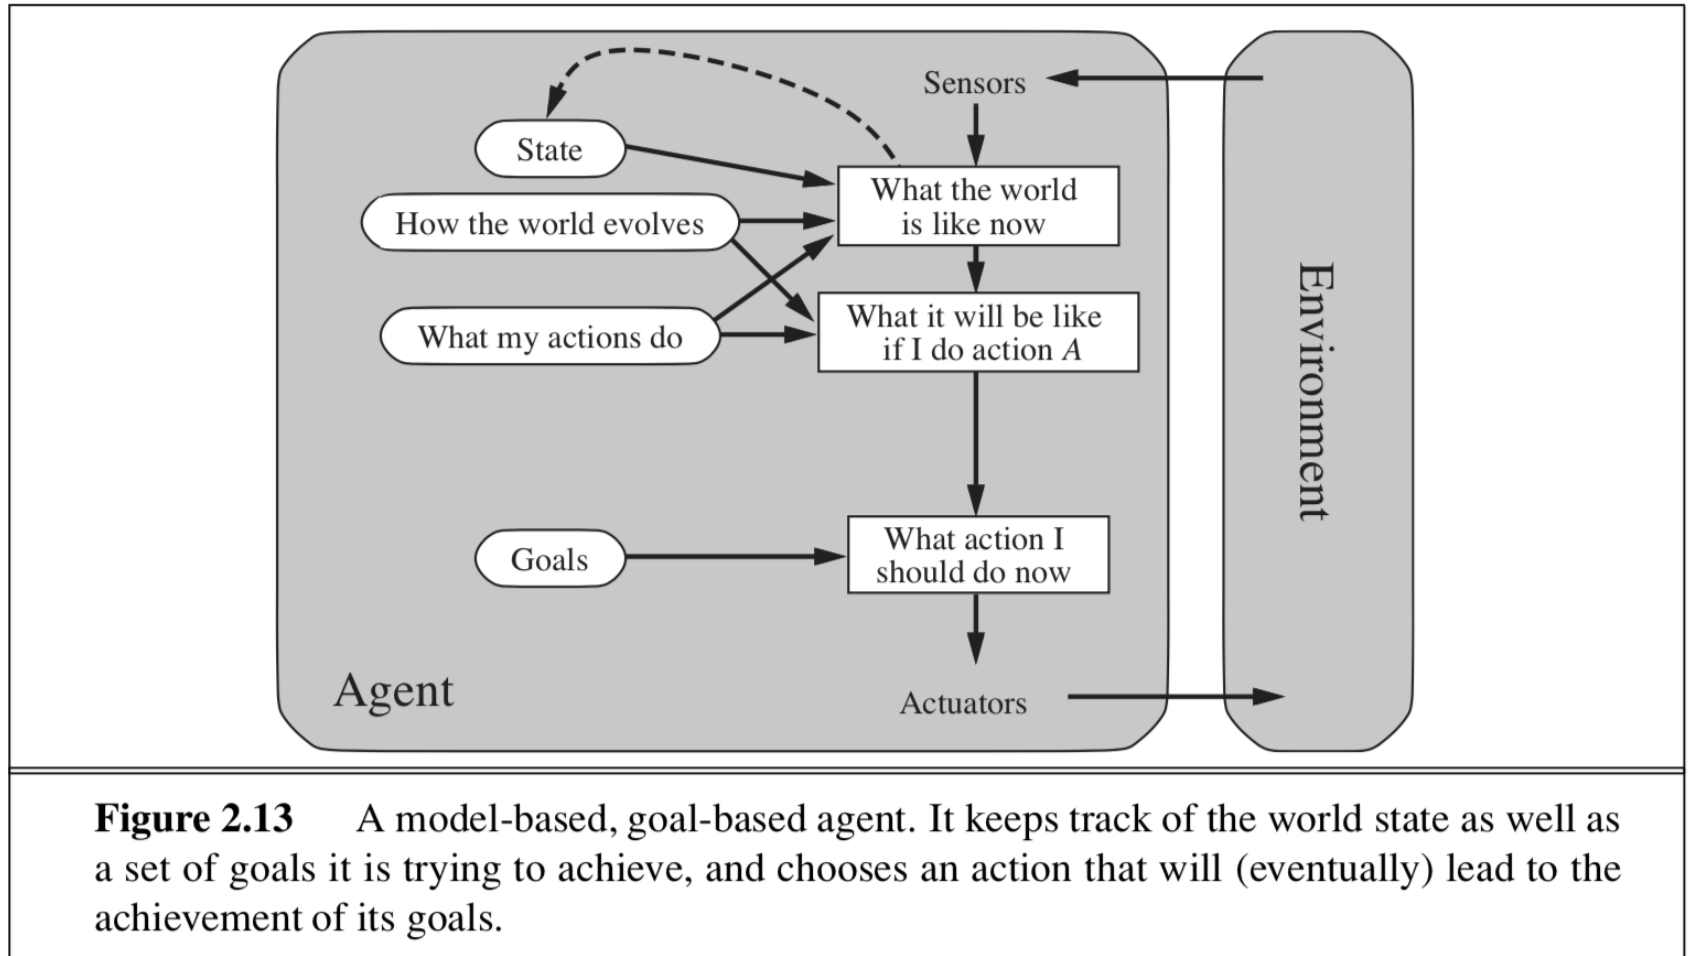 Sensors
State
What the world
is like now
How the world evolves
What it will be like
if I do action A
What my actions do
Environment
What action I
should do now
Goals
Agent
Actuators
Figure 2.13 A model-based, goal-based agent. It keeps track of the world state as well as
a set of goals it is trying to achieve, and chooses an action that will (eventually) lead to the
achievement of its goals.